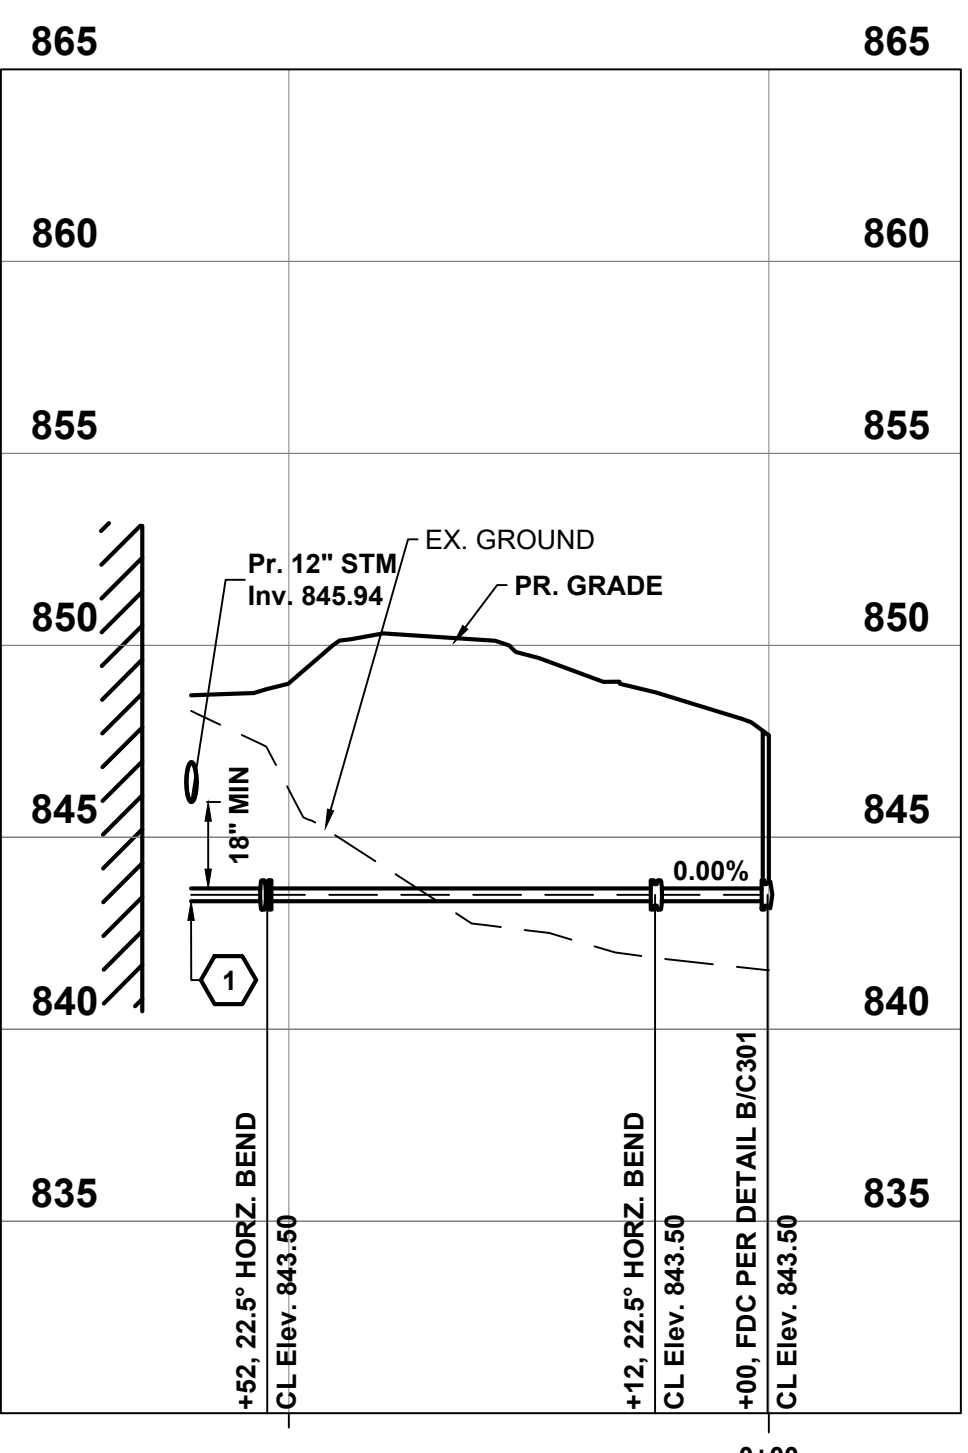 865 865
860 860
855 855
EX. GROUND
Pr. 12" STM
Inv. 845.94
PR. GRADE
850 850
18" MIN
845 845
0.00%
1
840 840
835 835
+52, 22.5° HORZ. BEND
CL Elev. 843.50
+12, 22.5° HORZ. BEND
CL Elev. 843.50
+00, FDC PER DETAIL B/C301
CL Elev. 843.50